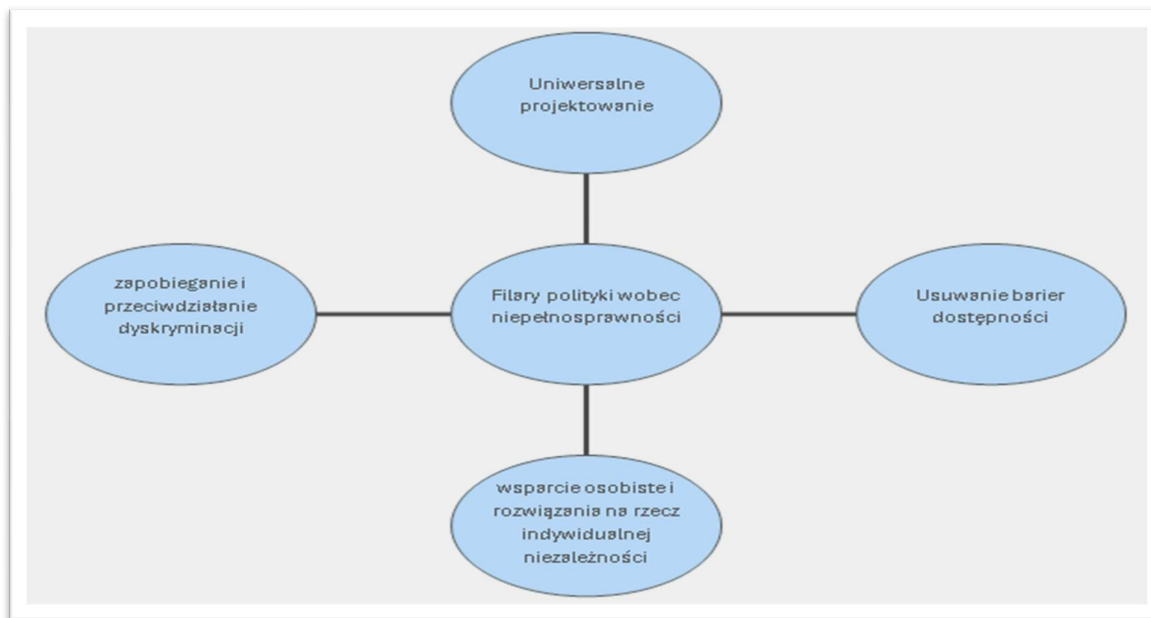 Uniwersalne
projektowanie
zapobieganie i
przeciwdziałanie
dyskryminacji
Filary polityki wobec
niepełnosprawności
Usuwanie barier
dostępności
wsparcie osobiste i
rozwiązania na rzecz
indywidualnej
niezależności